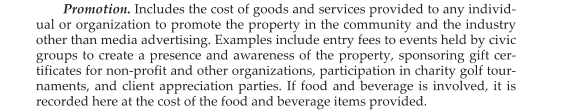 Promotion. Includes the cost of goods and services provided to any individ-
ual or organization to promote the property in the community and the industry
other than media advertising. Examples include entry fees to events held by civic
groups to create a presence and awareness of the property, sponsoring gift cer-
tificates for non-profit and other organizations, participation in charity golf tour-
naments, and client appreciation parties. If food and beverage is involved, it is
recorded here at the cost of the food and beverage items provided.